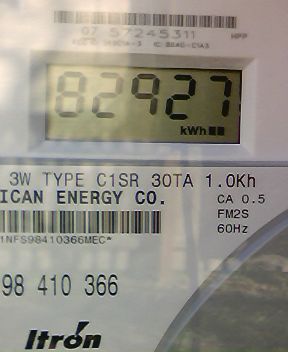 07 57245311 HPP
82927
kWh
3W TYPE C1SR 30TA 1.0Kh
ICAN ENERGY CO.
CA 0.5
FM2S
60Hz
1NFS98410366MEC*
98 410 366
Itron